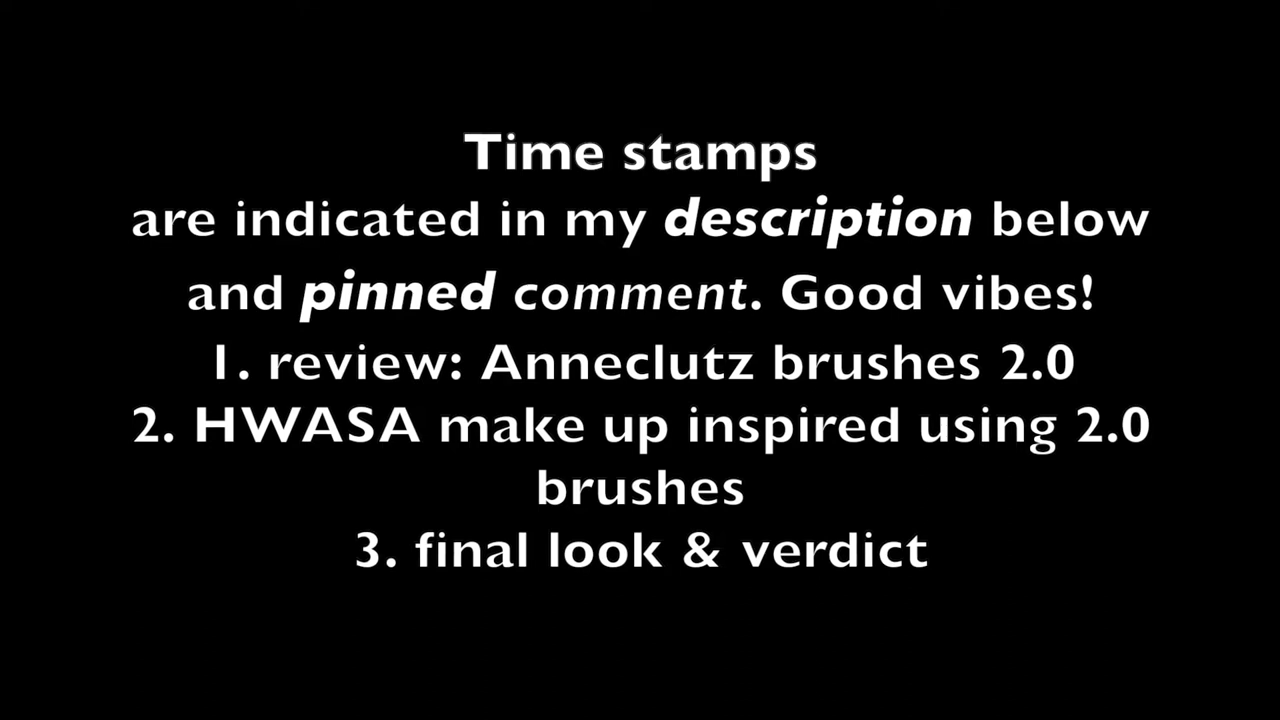 Time stamps
are indicated in my description below
and pinned comment. Good vibes!
1. review: Anneclutz brushes 2.0
2. HWASA make up inspired using 2.0
brushes
3. final look & verdict